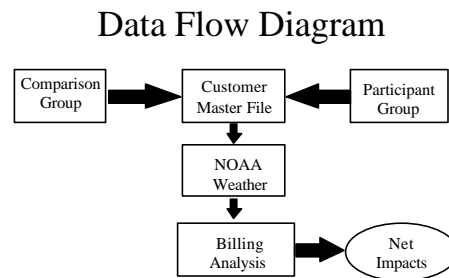 Data Flow Diagram
Comparison
Group
Customer
Master File
Participant
Group
NOAA
Weather
Billing
Analysis
Net
Impacts